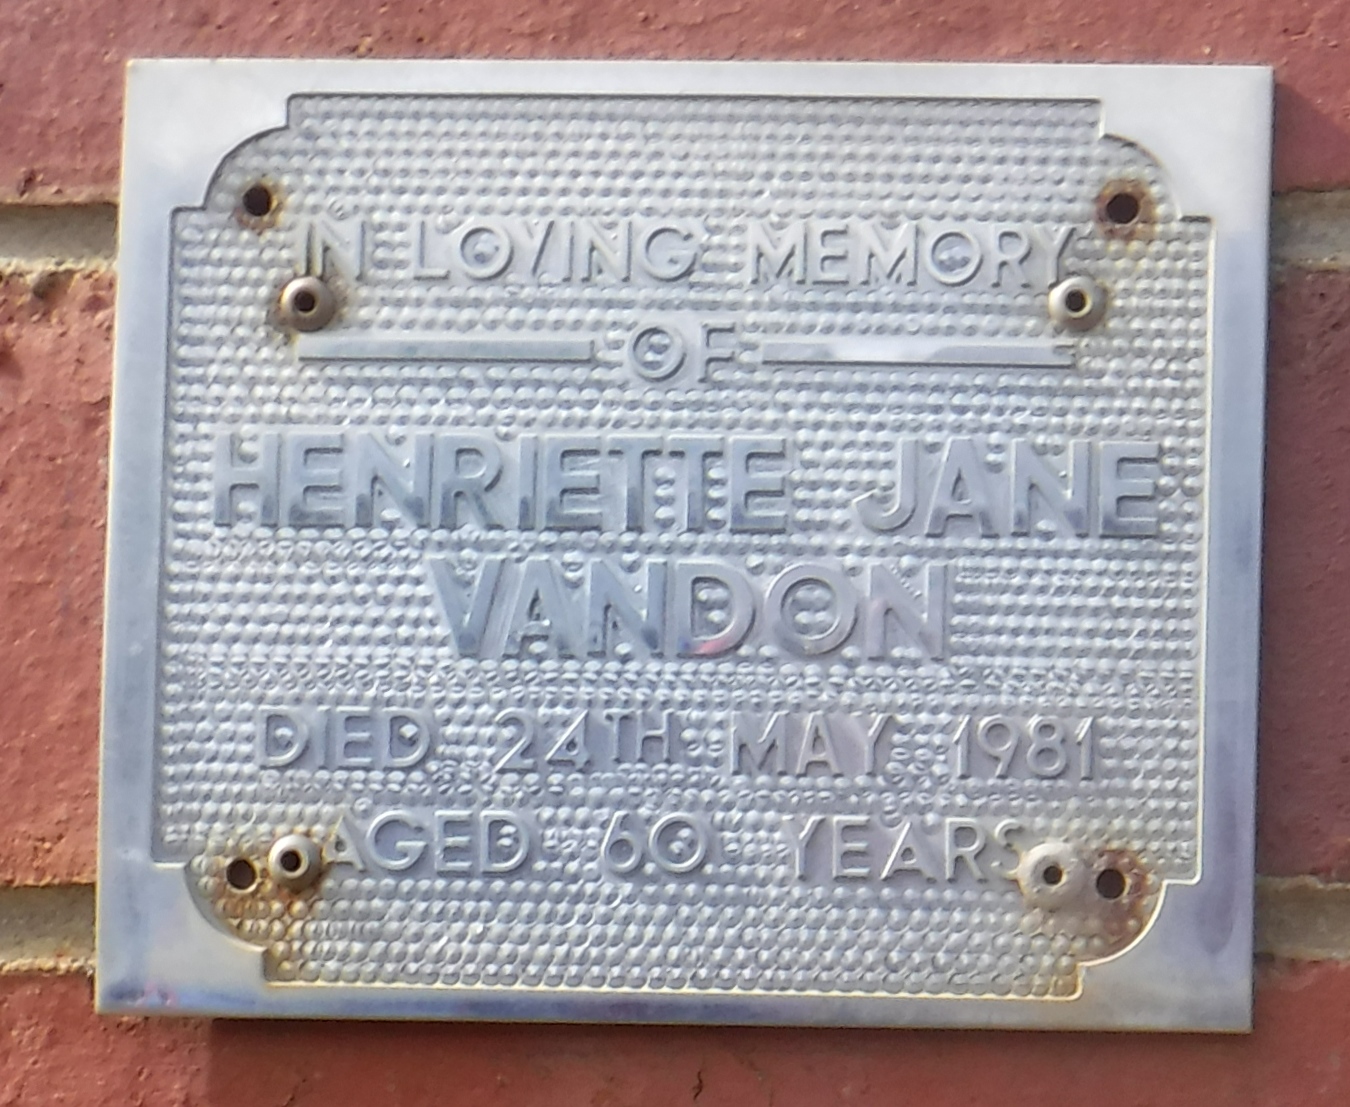 IN LOVING MEMORY
OF
HENRIETTE JANE
VANDON
DIED 24TH MAY 1981
AGED 60 YEARS